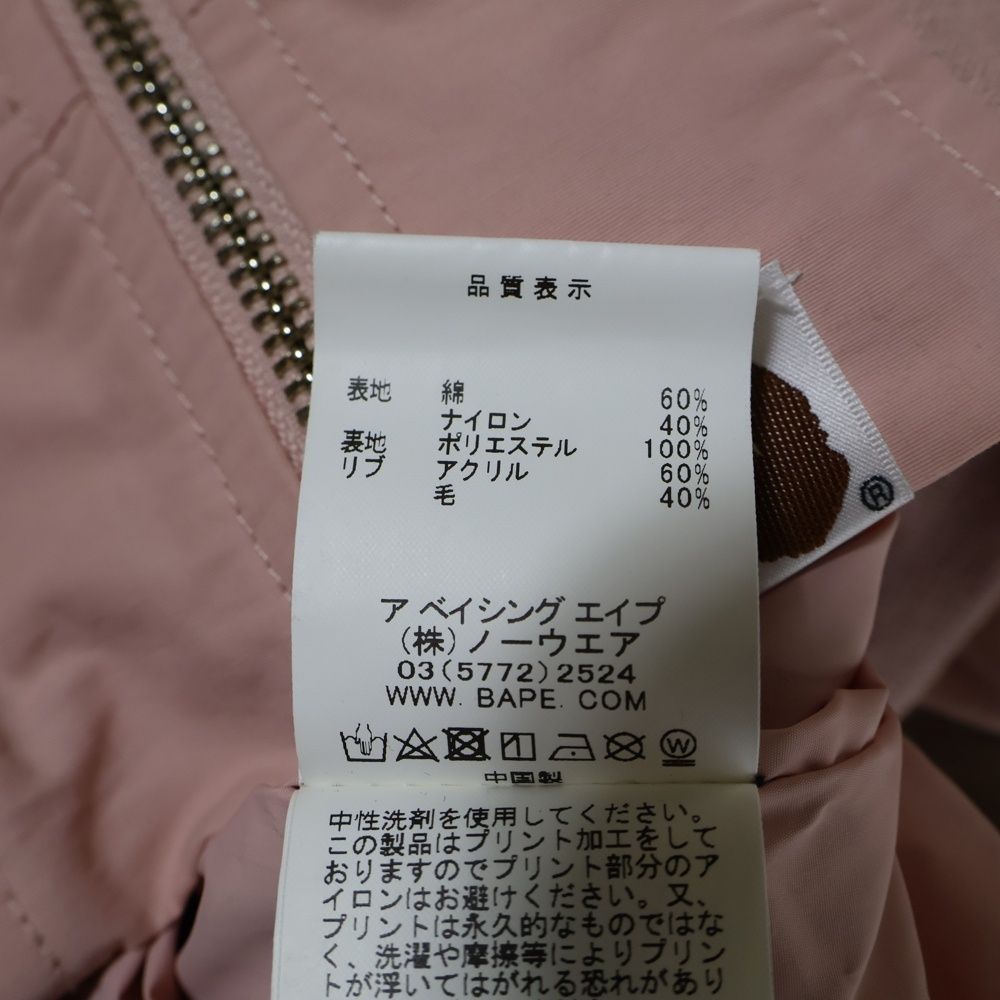 品質表示
表地 綿 60%
ナイロン 40%
裏地 ポリエステル 100%
リブ アクリル 60%
毛 40%
®
ア ベイシング エイプ
(株)ノーウエア
03(5772)2524
WWW. BAPE. COM
W
中国製
中性洗剤を使用してください。
この製品はプリント加工をして
おりますのでプリント部分のア
イロンはお避けください。又、
プリントは永久的なものではな
く、洗濯や摩擦等によりプリン
トが浮いてはがれる恐れがあり